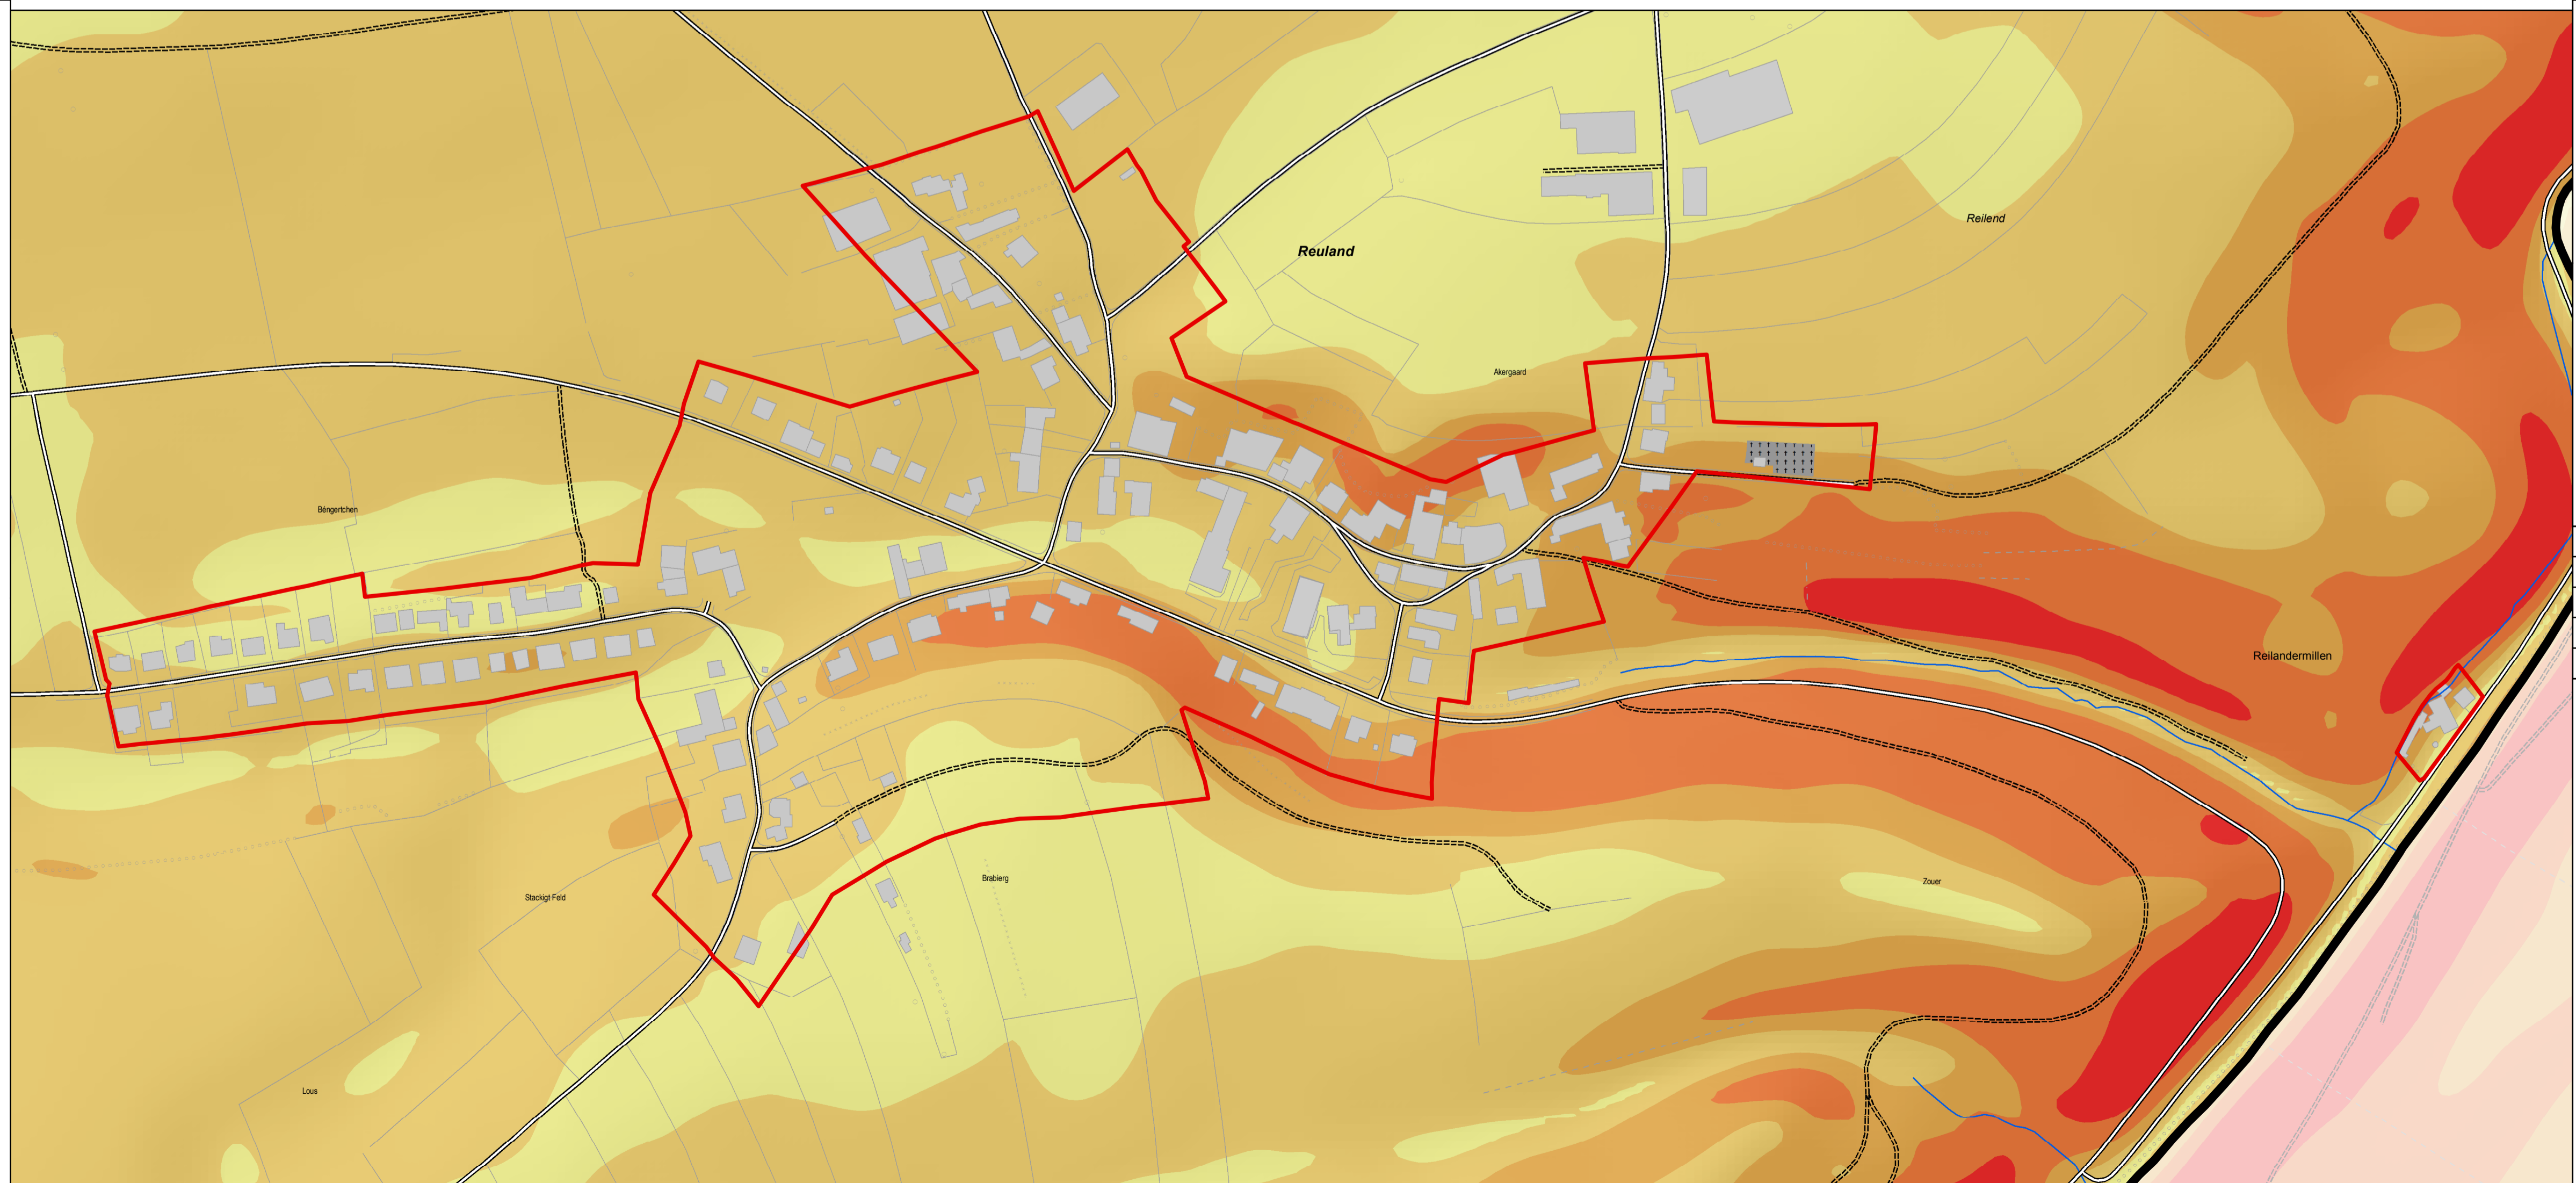 Reilend
Reuland
Akergaard
Béngertchen
Reilandermillen
Brabierg
Zouer
Stackigt Feld
Lous